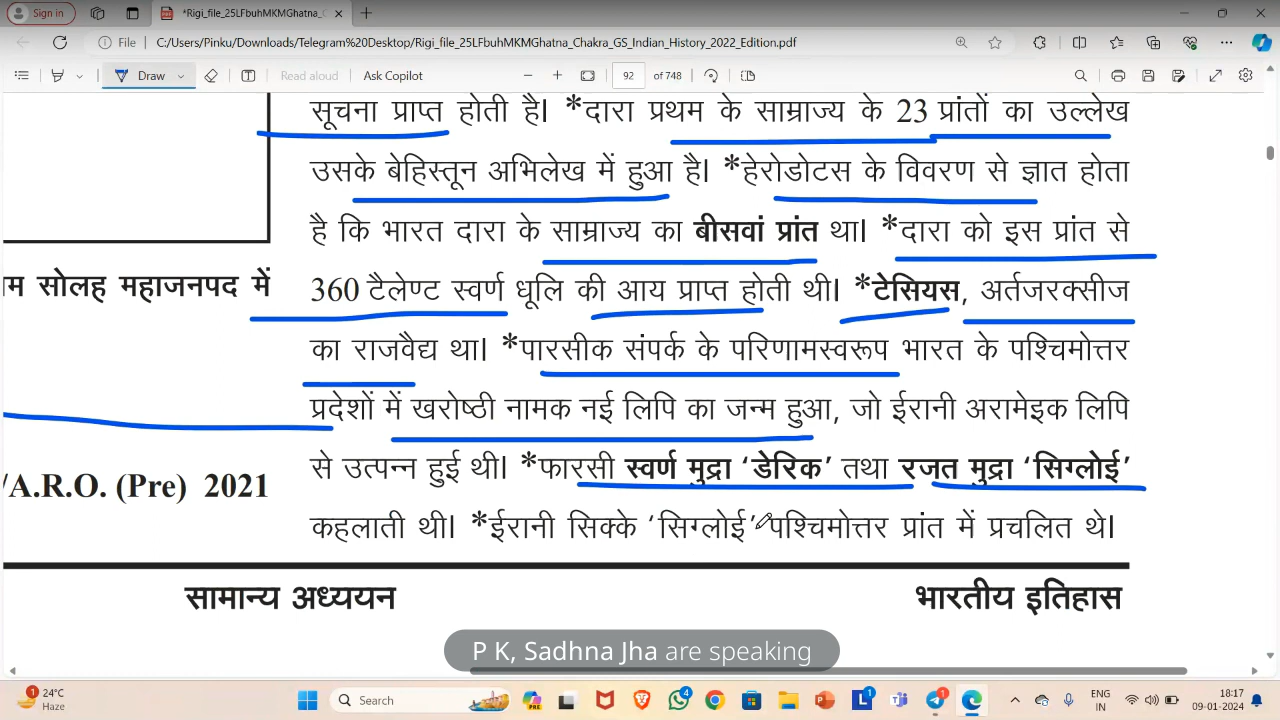 Sign in
*Rigi_file_25LFbuhMKMGhatna_C
File
C:/Users/Pinku/Downloads/Telegram%20Desktop/Rigi_file_25LFbuhMKMGhatna_Chakra_GS_Indian_History_2022_Edition.pdf
Draw
Read aloud
Ask Copilot
92 of 748
सूचना प्राप्त होती है। *दारा प्रथम के साम्राज्य के 23 प्रांतों का उल्लेख
उसके बेहिस्तून अभिलेख में हुआ है। *हेरोडोटस के विवरण से ज्ञात होता
है कि भारत दारा के साम्राज्य का बीसवां प्रांत था। *दारा को इस प्रांत से
म सोलह महाजनपद में
360 टैलेण्ट स्वर्ण धूलि की आय प्राप्त होती थी। *टेसियस, अर्तजरक्सीज
का राजवैद्य था। *पारसीक संपर्क के परिणामस्वरूप भारत के पश्चिमोत्तर
प्रदेशों में खरोष्ठी नामक नई लिपि का जन्म हुआ, जो ईरानी अरामेइक लिपि
से उत्पन्न हुई थी। *फारसी स्वर्ण मुद्रा ‘डेरिक’ तथा रजत मुद्रा ‘सिग्लोई’
/A.R.O. (Pre) 2021
कहलाती थी। *ईरानी सिक्के ‘सिग्लोई’ पश्चिमोत्तर प्रांत में प्रचलित थे।
सामान्य अध्ययन
भारतीय इतिहास
P K, Sadhna Jha are speaking
24°C
Haze
Search
ENG
IN
18:17
09-01-2024